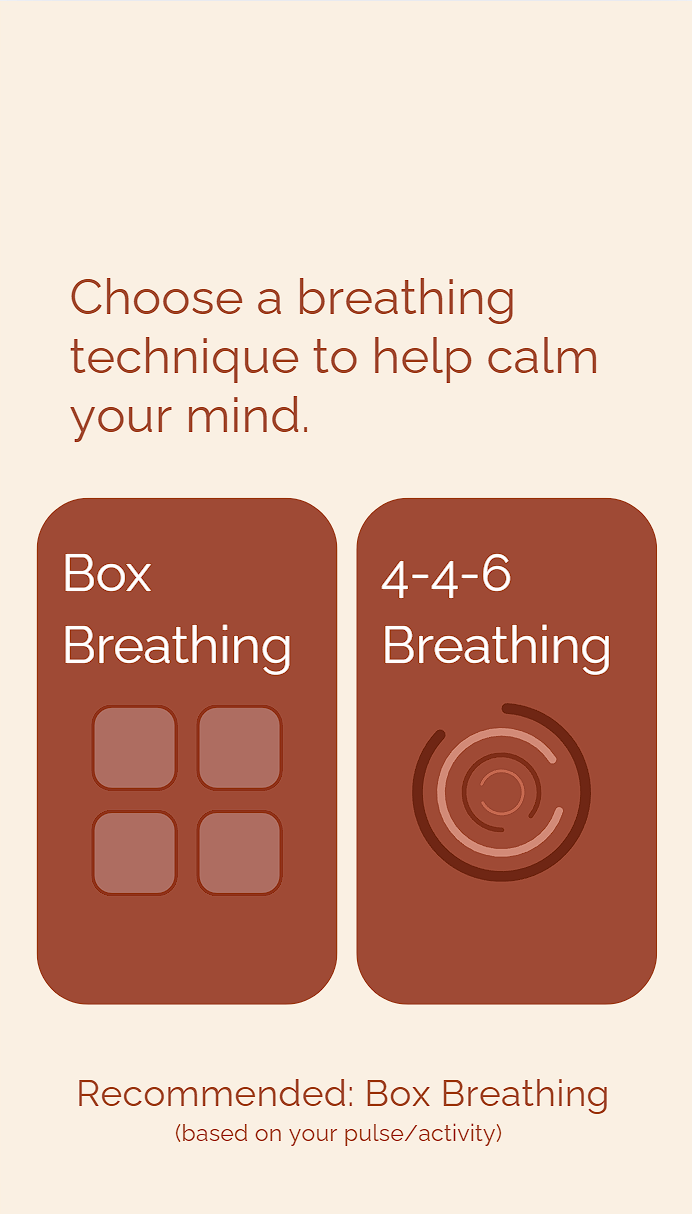 Choose a breathing
technique to help calm
your mind.
Box
Breathing
4-4-6
Breathing
Recommended: Box Breathing
(based on your pulse/activity)